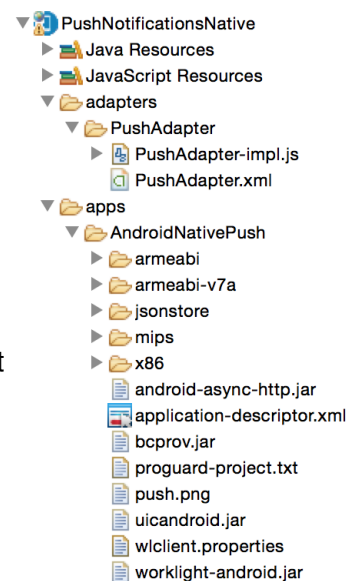 PushNotificationsNative
Java Resources
JavaScript Resources
adapters
PushAdapter
PushAdapter-impl.js
PushAdapter.xml
apps
AndroidNativePush
armeabi
armeabi-v7a
jsonstore
mips
t
x86
android-async-http.jar
application-descriptor.xml
bcprov.jar
proguard-project.txt
push.png
uicandroid.jar
wlclient.properties
worklight-android.jar